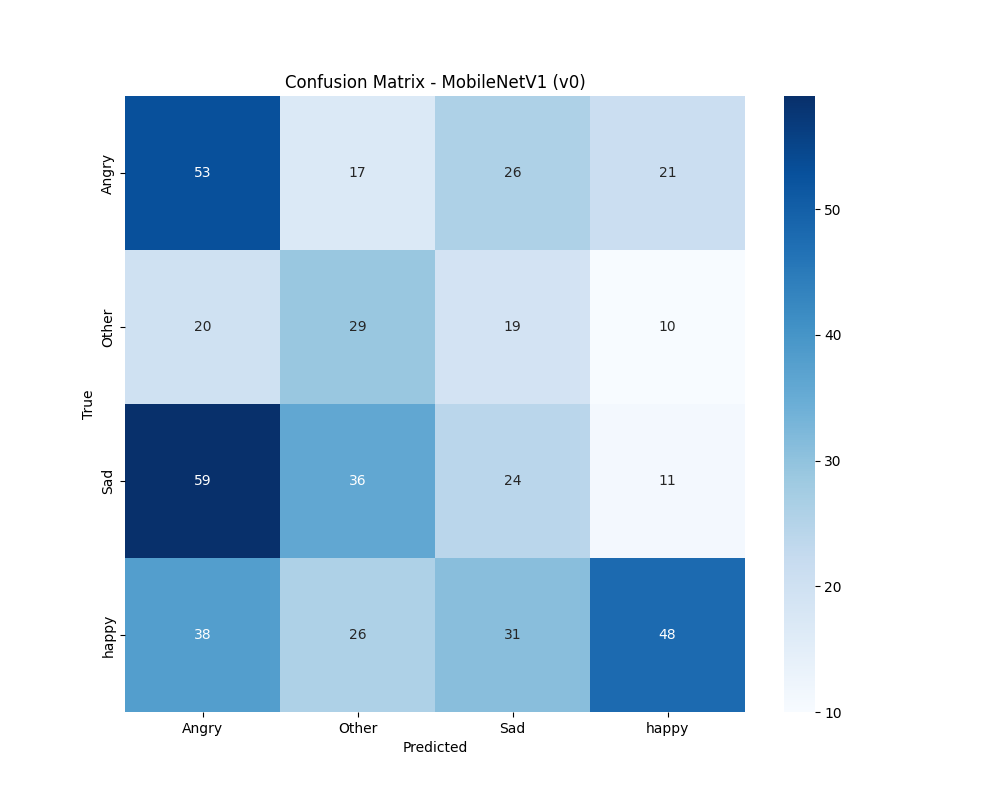 Confusion Matrix - MobileNetV1 (v0)
True
Angry 53 17 26 21
Other 20 29 19 10
Sad 59 36 24 11
happy 38 26 31 48
Angry Other Sad happy
Predicted
50
40
30
20
10